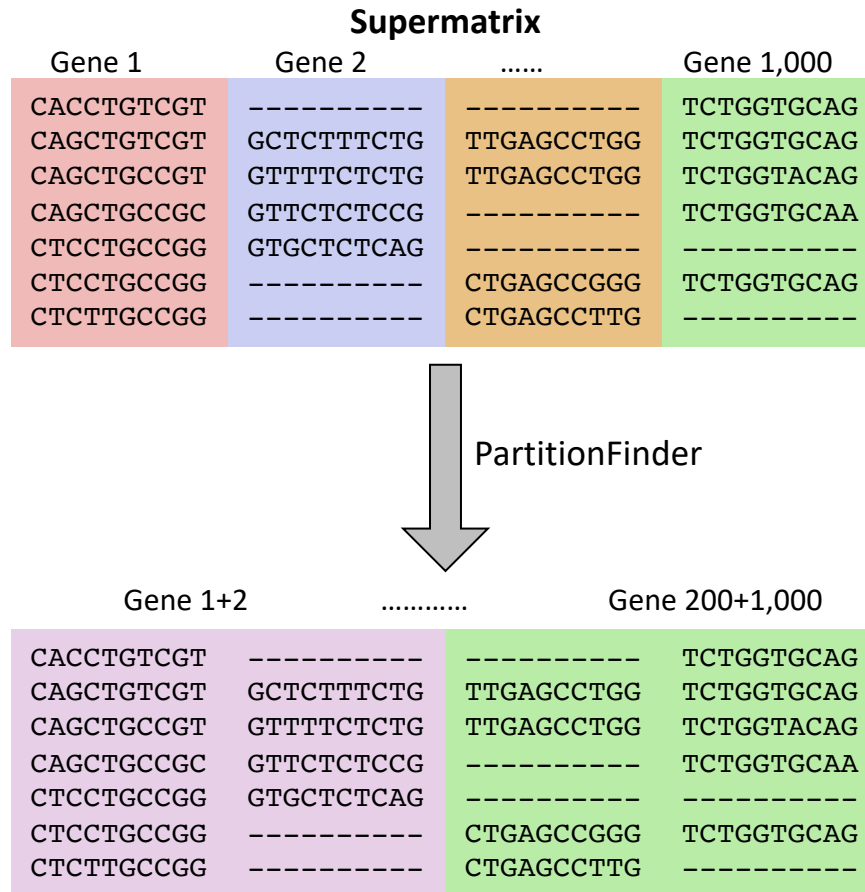 Supermatrix
Gene 1 Gene 2 ...... Gene 1,000
CACCTGTCGT ---------- ---------- TCTGGTGCAG
CAGCTGTCGT GCTCTTTCTG TTGAGCCTGG TCTGGTGCAG
CAGCTGCCGT GTTTTCTCTG TTGAGCCTGG TCTGGTACAG
CAGCTGCCGC GTTCTCTCCG ---------- TCTGGTGCAA
CTCCTGCCGG GTGCTCTCAG ---------- ----------
CTCCTGCCGG ---------- CTGAGCCGGG TCTGGTGCAG
CTCTTGCCGG ---------- CTGAGCCTTG ----------
PartitionFinder
Gene 1+2 ............ Gene 200+1,000
CACCTGTCGT ---------- ---------- TCTGGTGCAG
CAGCTGTCGT GCTCTTTCTG TTGAGCCTGG TCTGGTGCAG
CAGCTGCCGT GTTTTCTCTG TTGAGCCTGG TCTGGTACAG
CAGCTGCCGC GTTCTCTCCG ---------- TCTGGTGCAA
CTCCTGCCGG GTGCTCTCAG ---------- ----------
CTCCTGCCGG ---------- CTGAGCCGGG TCTGGTGCAG
CTCTTGCCGG ---------- CTGAGCCTTG ----------